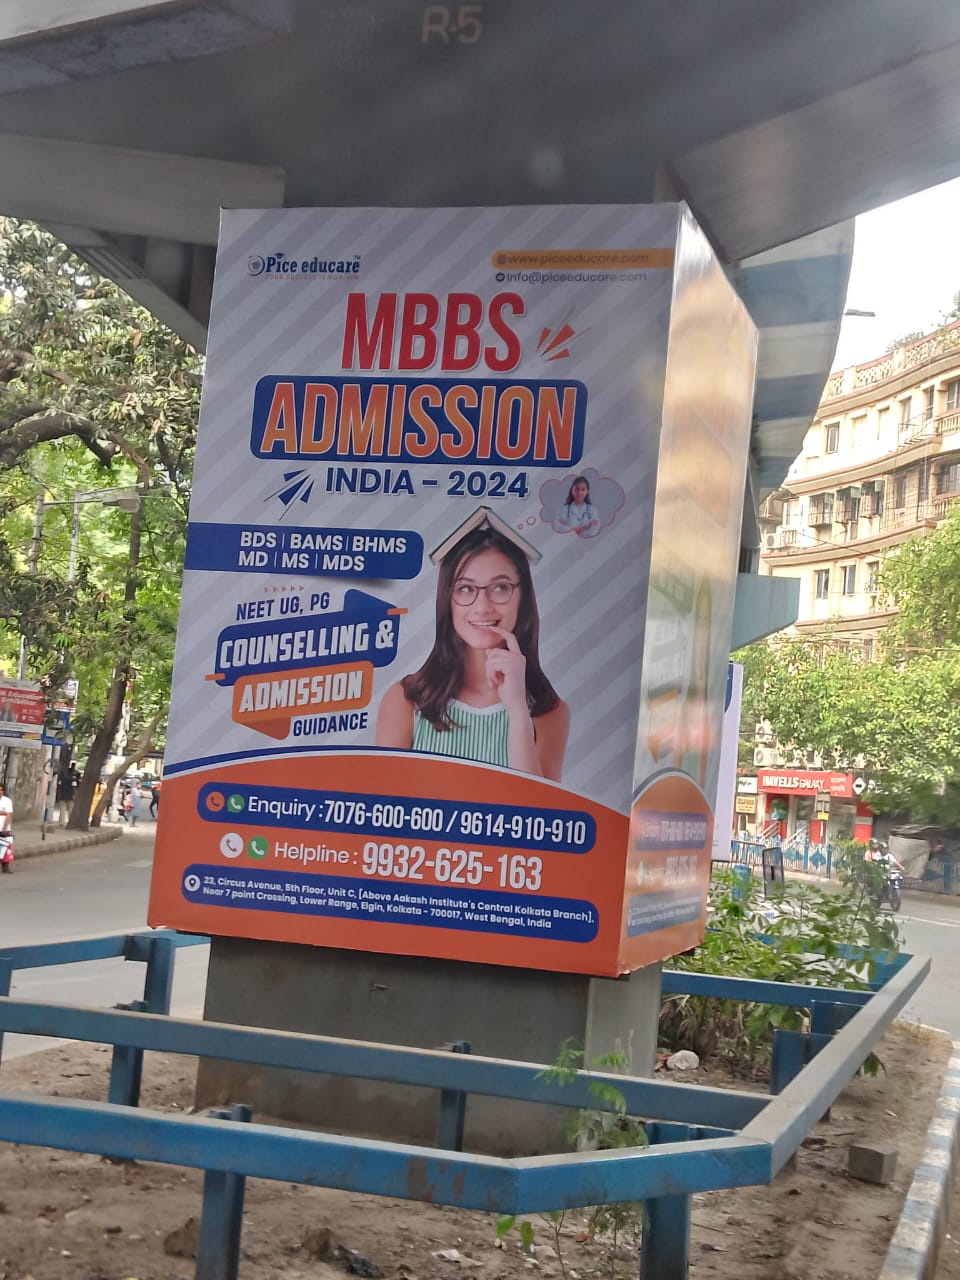 R-5
Pice educare™
YOUR SUCCESS IS OUR AIM
www.piceeducare.com
Info@piceeducare.com
MBBS
ADMISSION
INDIA - 2024
BDS | BAMS | BHMS
MD | MS | MDS
NEET UG, PG
COUNSELLING &
ADMISSION
GUIDANCE
Enquiry : 7076-600-600 / 9614-910-910
Helpline : 9932-625-163
23, Circus Avenue, 5th Floor, Unit C, [Above Aakash Institute's Central Kolkata Branch],
Near 7 point Crossing, Lower Range, Elgin, Kolkata - 700017, West Bengal, India
HAVELLS GALAXY